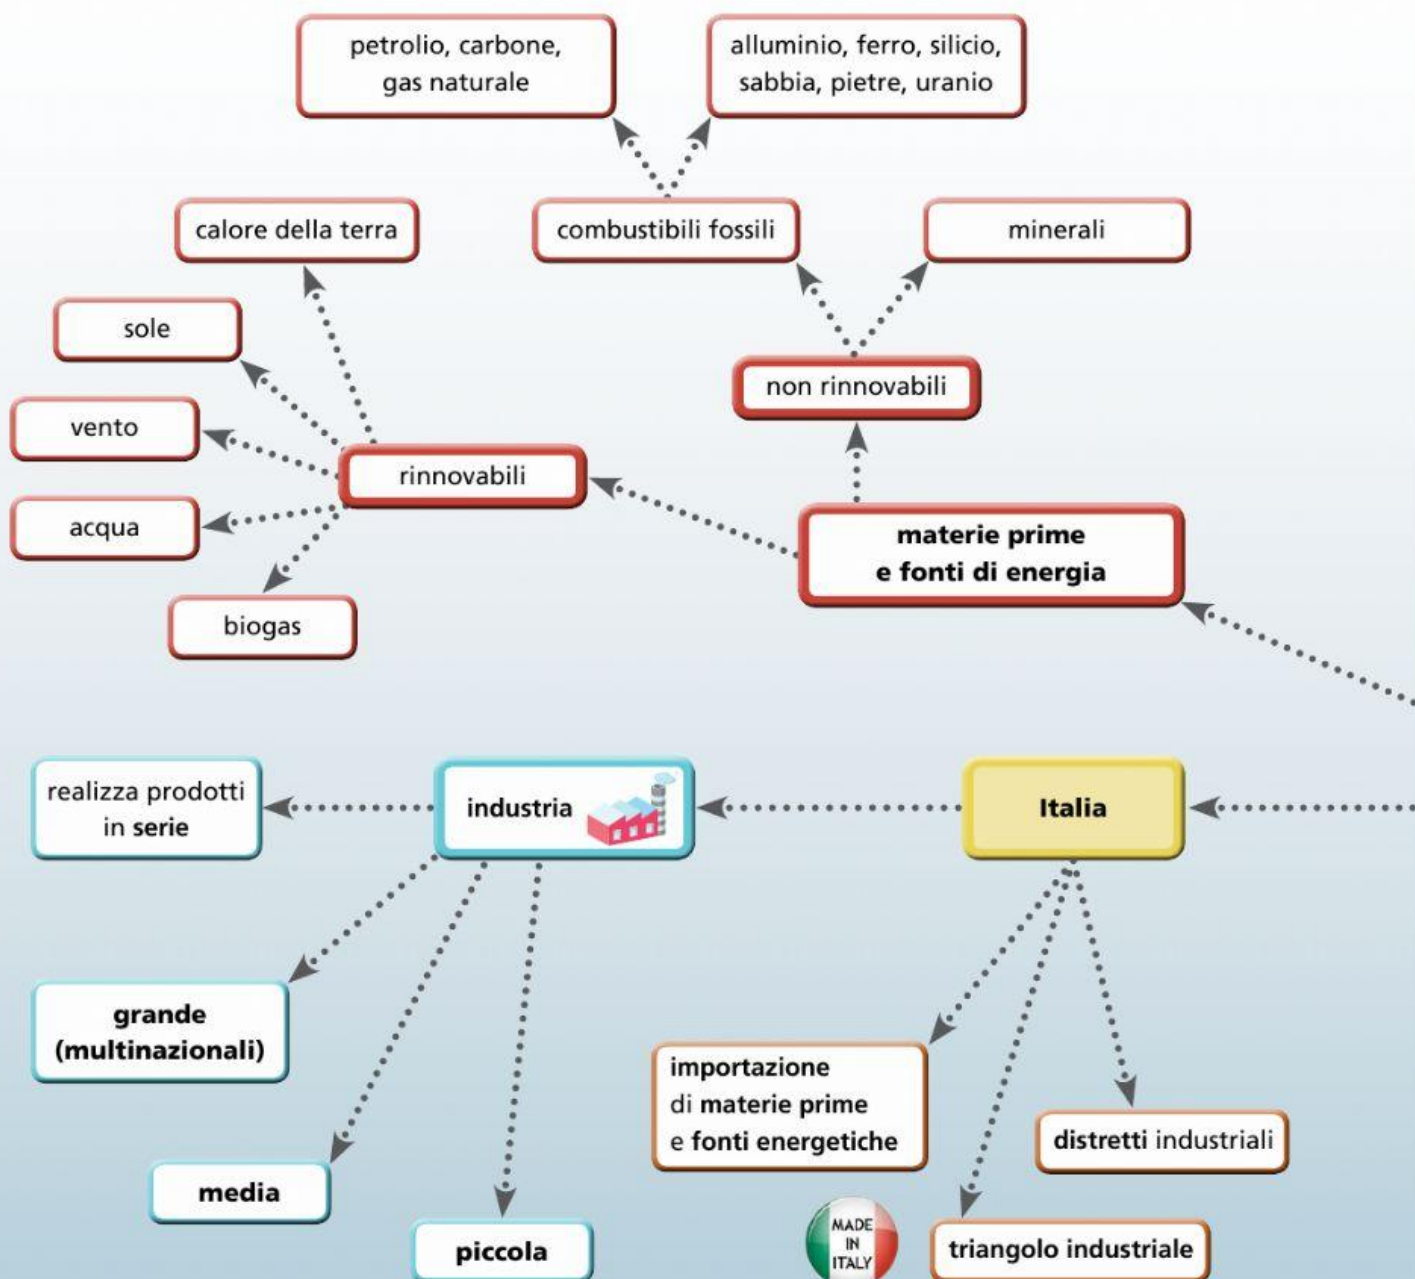 petrolio, carbone,
gas naturale
alluminio, ferro, silicio,
sabbia, pietre, uranio
calore della terra
combustibili fossili
minerali
sole
non rinnovabili
vento
rinnovabili
acqua
materie prime
e fonti di energia
biogas
realizza prodotti
in serie
industria
Italia
grande
(multinazionali)
importazione
di materie prime
e fonti energetiche
distretti industriali
media
piccola
MADE
IN
ITALY
triangolo industriale